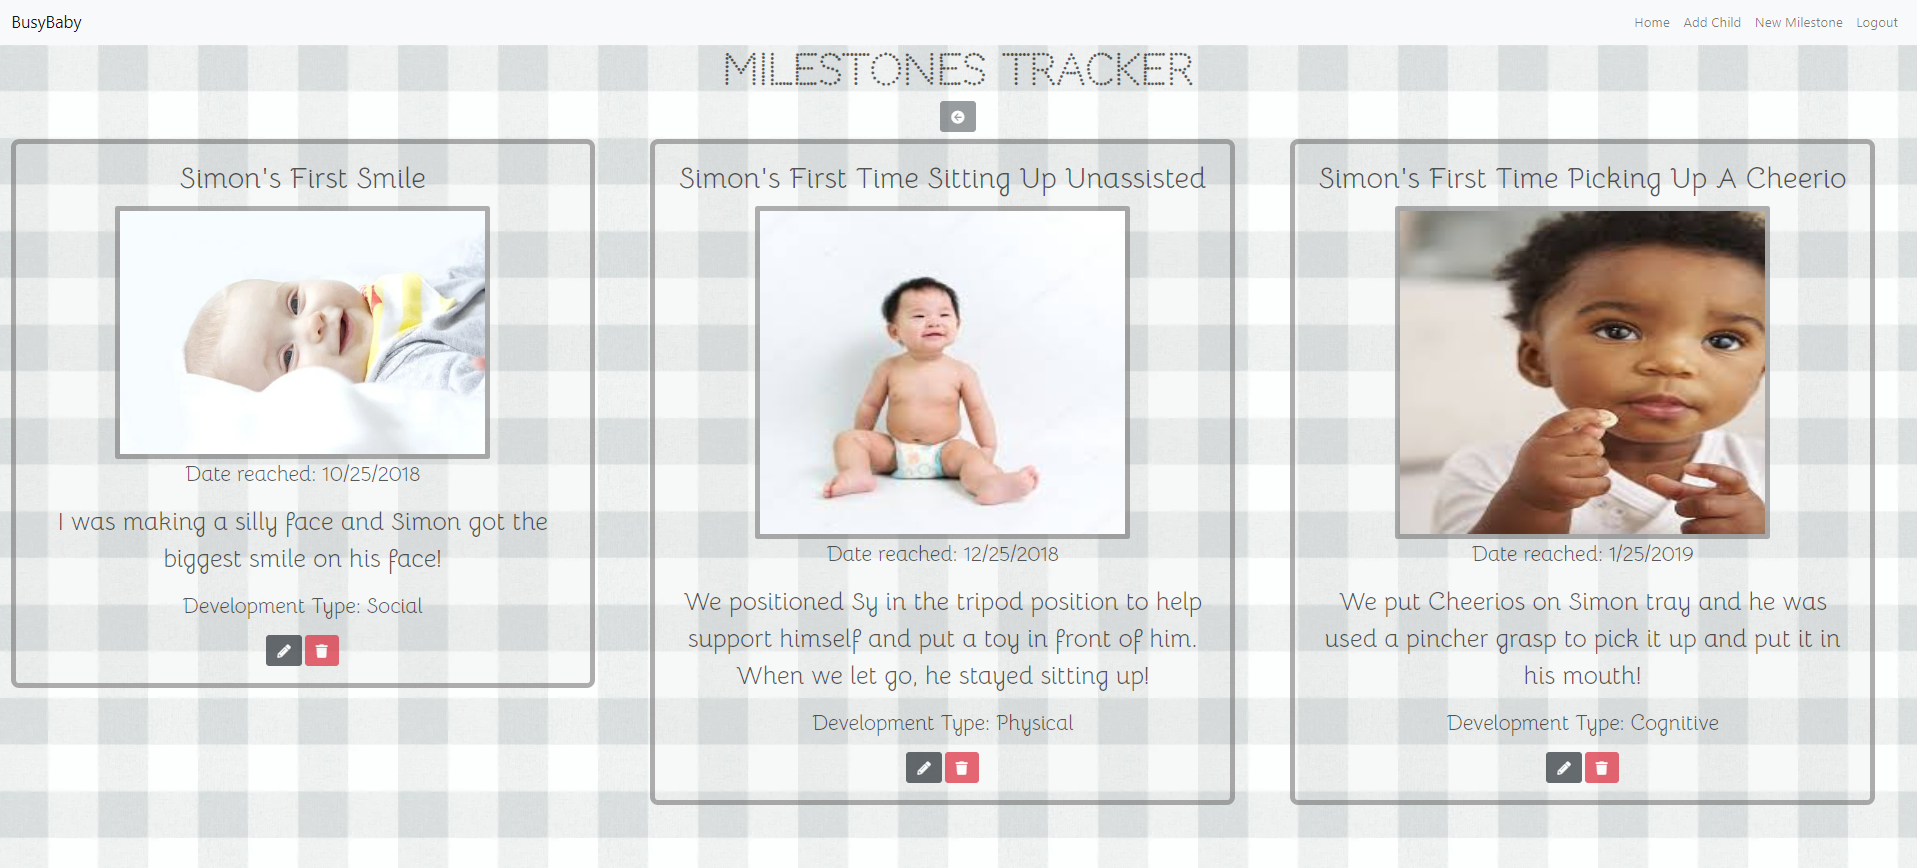 BusyBaby
Home Add Child New Milestone Logout
MILESTONES TRACKER
Simon's First Smile
Date reached: 10/25/2018
I was making a silly face and Simon got the
biggest smile on his face!
Development Type: Social
Simon's First Time Sitting Up Unassisted
Date reached: 12/25/2018
We positioned Sy in the tripod position to help
support himself and put a toy in front of him.
When we let go, he stayed sitting up!
Development Type: Physical
Simon's First Time Picking Up A Cheerio
Date reached: 1/25/2019
We put Cheerios on Simon tray and he was
used a pincher grasp to pick it up and put it in
his mouth!
Development Type: Cognitive